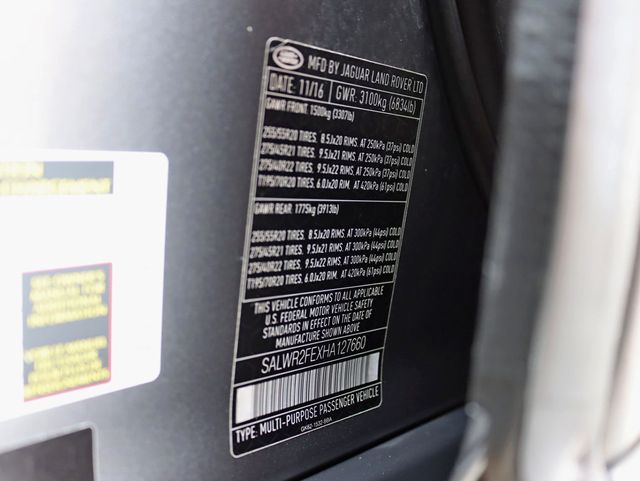 MFD BY JAGUAR LAND ROVER LTD
DATE: 11/16 GWR: 3100kg (6834lb)
GAWR FRONT 1500kg (3307lb)
255/55R20 TIRES. 8.5Jx20 RIMS. AT 250kPa (37psi) COLD
275/45R21 TIRES. 9.5Jx21 RIMS. AT 250kPa (37psi) COLD
275/40R22 TIRES. 9.5Jx22 RIMS. AT 250kPa (37psi) COLD
T195/70R20 TIRES. 6.0Jx20 RIM. AT 420kPa (61psi) COLD
GAWR REAR 1775kg (3913lb)
255/55R20 TIRES. 8.5Jx20 RIMS. AT 300kPa (44psi) COLD
275/45R21 TIRES. 9.5Jx21 RIMS. AT 300kPa (44psi) COLD
275/40R22 TIRES. 9.5Jx22 RIMS. AT 300kPa (44psi) COLD
T195/70R20 TIRES. 6.0Jx20 RIM. AT 420kPa (61psi) COLD
THIS VEHICLE CONFORMS TO ALL APPLICABLE
U.S. FEDERAL MOTOR VEHICLE SAFETY
STANDARDS IN EFFECT ON THE DATE OF
MANUFACTURE SHOWN ABOVE.
SALWR2FEXHA127660
TYPE: MULTI-PURPOSE PASSENGER VEHICLE